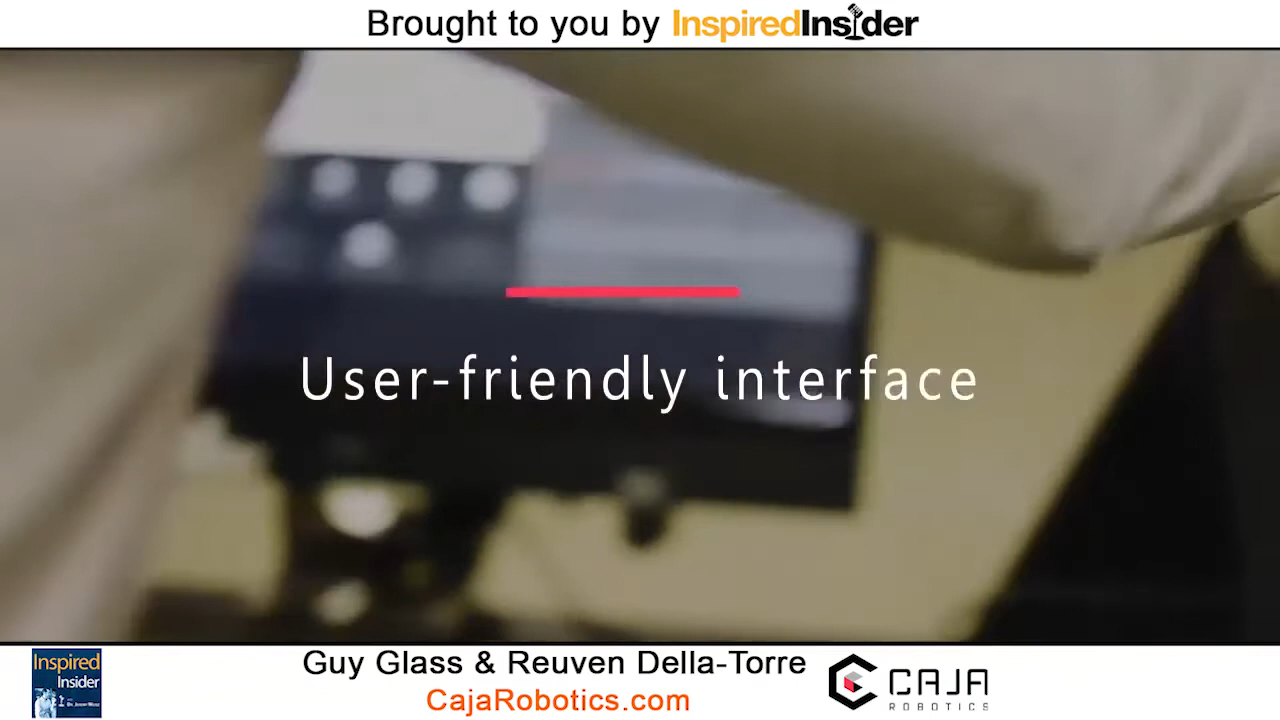 Brought to you by InspiredInsider
User-friendly interface
Inspired
Insider
Guy Glass & Reuven Della-Torre
CajaRobotics.com
CAJA
ROBOTICS